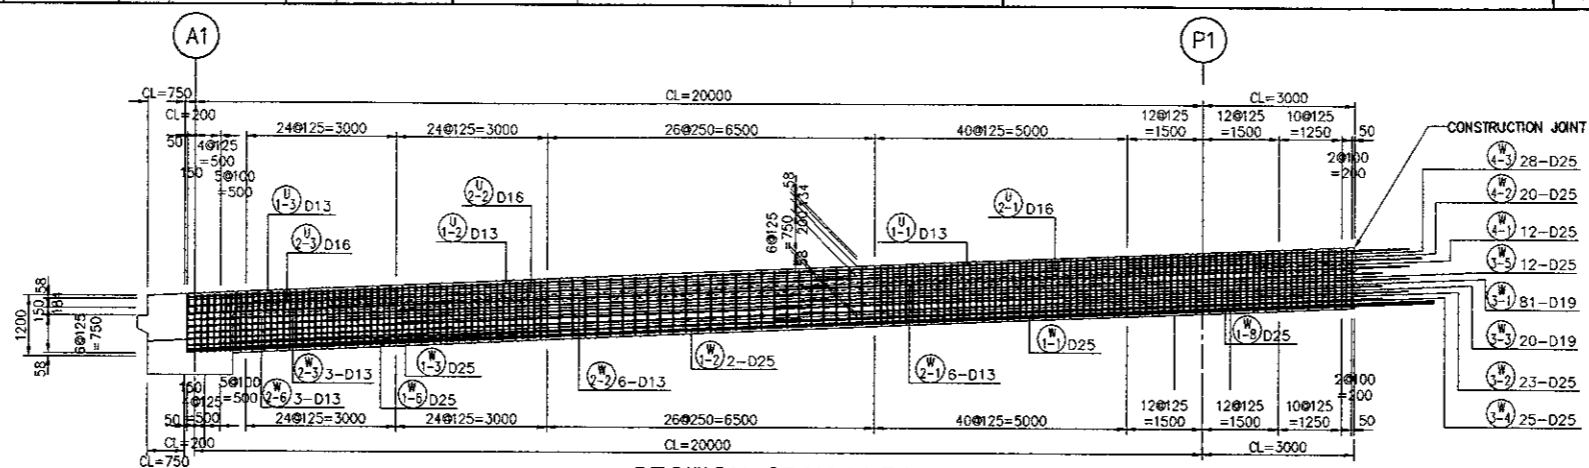 A1
P1
CL=750
CL=20000
CL=3000
CL=200
24@125=3000
24@125=3000
26@250=6500
40@125=5000
12@125
=1500
12@125
=1500
10@125
=1250
50
50
4@125
=500
150
5@100
=500
2@100
=200
CONSTRUCTION JOINT
W 4-3 28-D25
W 4-2 20-D25
W 4-1 12-D25
W 3-5 12-D25
W 3-1 81-D19
W 3-3 20-D19
W 3-2 23-D25
W 3-4 25-D25
U 1-3 D13
U 2-3 D16
U 2-2 D16
U 1-2 D13
58
200
134
6@125
=750
58
U 1-1 D13
U 2-1 D16
58
150
184
1200
6@125
=750
58
W 1-8 D25
W 1-1 D25
W 1-2 2-D25
W 1-3 D25
W 2-3 3-D13
W 2-2 6-D13
W 2-1 6-D13
W 2-6 3-D13
W 1-6 D25
150
5@100
=500
4@125
=500
50
24@125=3000
24@125=3000
26@250=6500
40@125=5000
12@125
=1500
12@125
=1500
10@125
=1250
2@100
=200
50
CL=200
CL=20000
CL=3000
CL=750